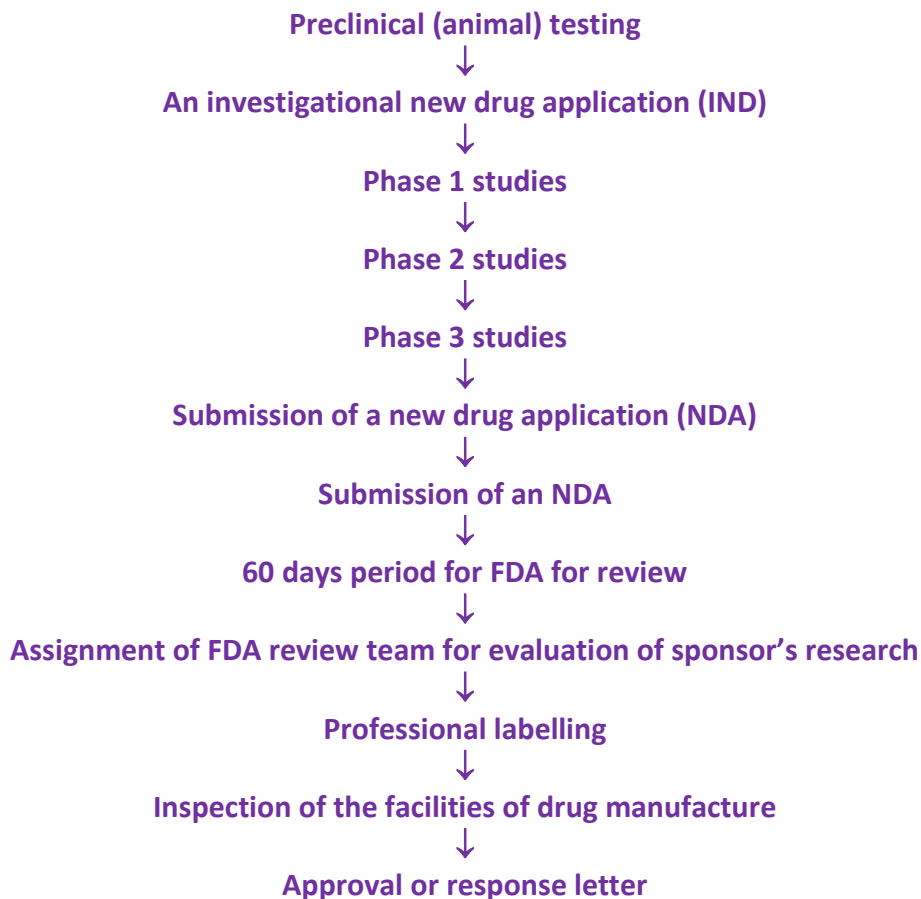 Preclinical (animal) testing
↓
An investigational new drug application (IND)
↓
Phase 1 studies
↓
Phase 2 studies
↓
Phase 3 studies
↓
Submission of a new drug application (NDA)
↓
Submission of an NDA
↓
60 days period for FDA for review
↓
Assignment of FDA review team for evaluation of sponsor’s research
↓
Professional labelling
↓
Inspection of the facilities of drug manufacture
↓
Approval or response letter